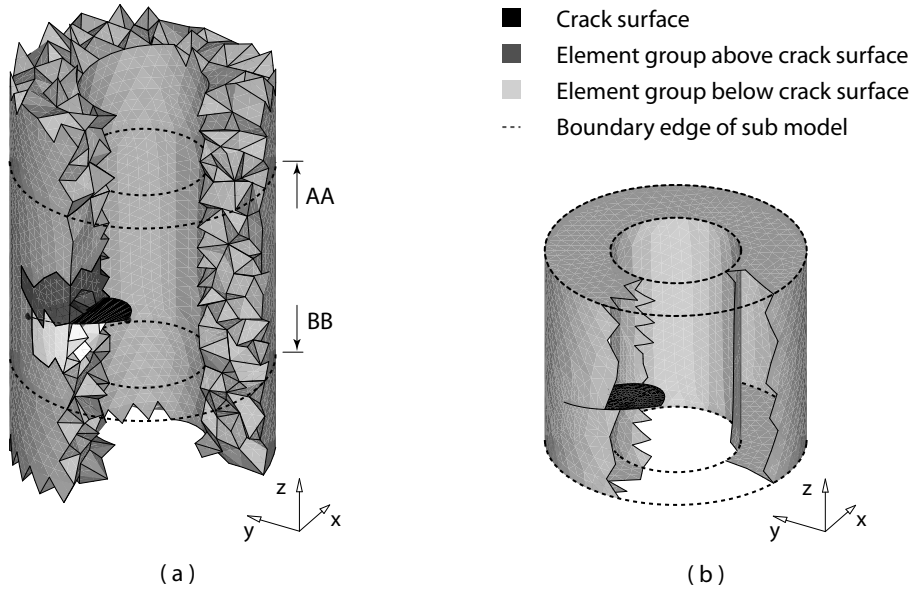 Crack surface
Element group above crack surface
Element group below crack surface
Boundary edge of sub model
AA
BB
z
y
x
z
y
x
( a )
( b )